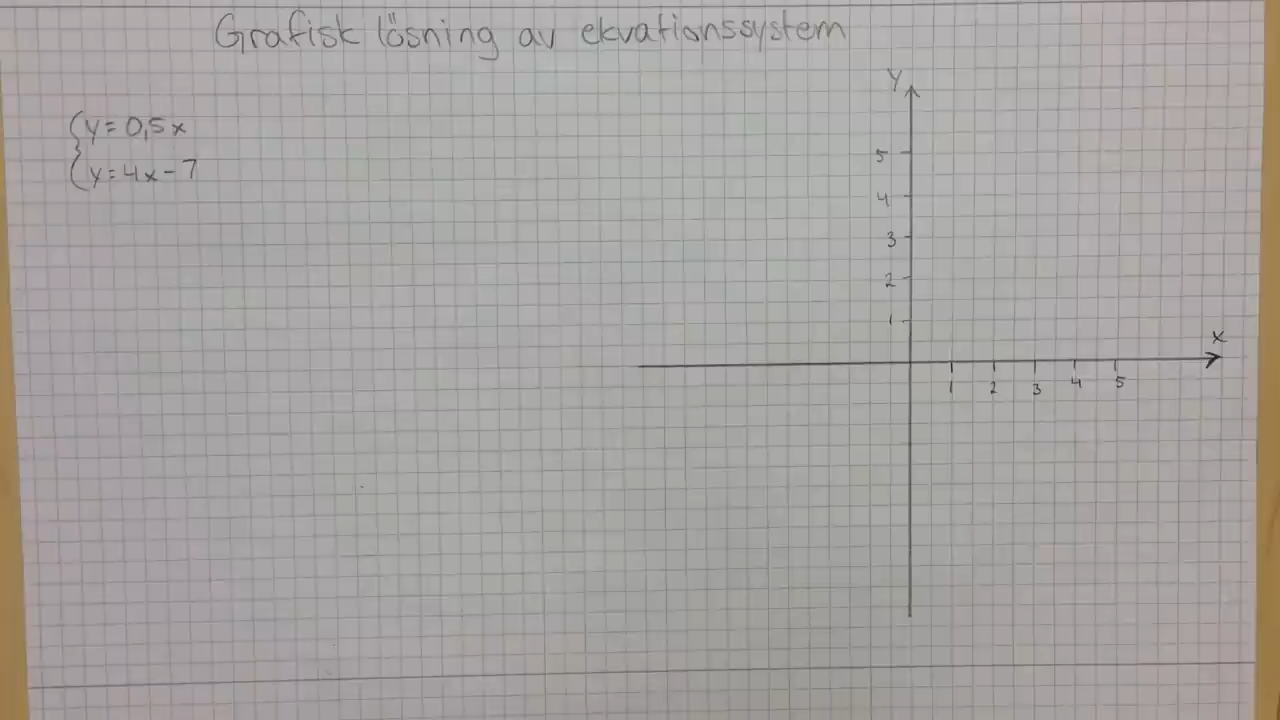 Grafisk lösning av ekvationssystem
y = 0,5x
y = 4x - 7
y
5
4
3
2
1
x
1 2 3 4 5